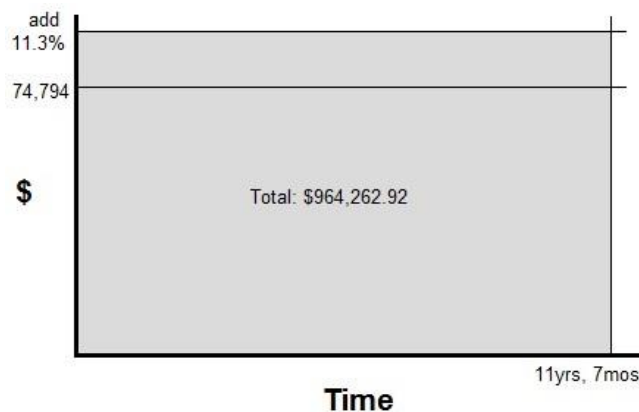 add
11.3%
74,794
$
Total: $964,262.92
11yrs, 7mos
Time